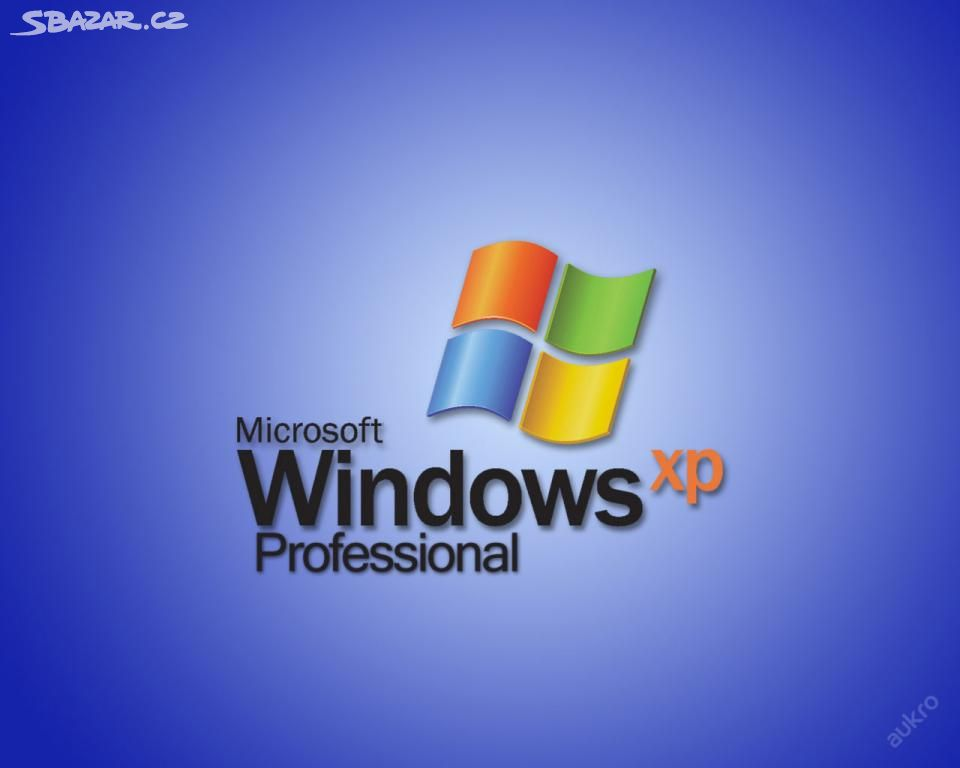 SBAZAR.CZ
Microsoft
Windows xp
Professional
aukro